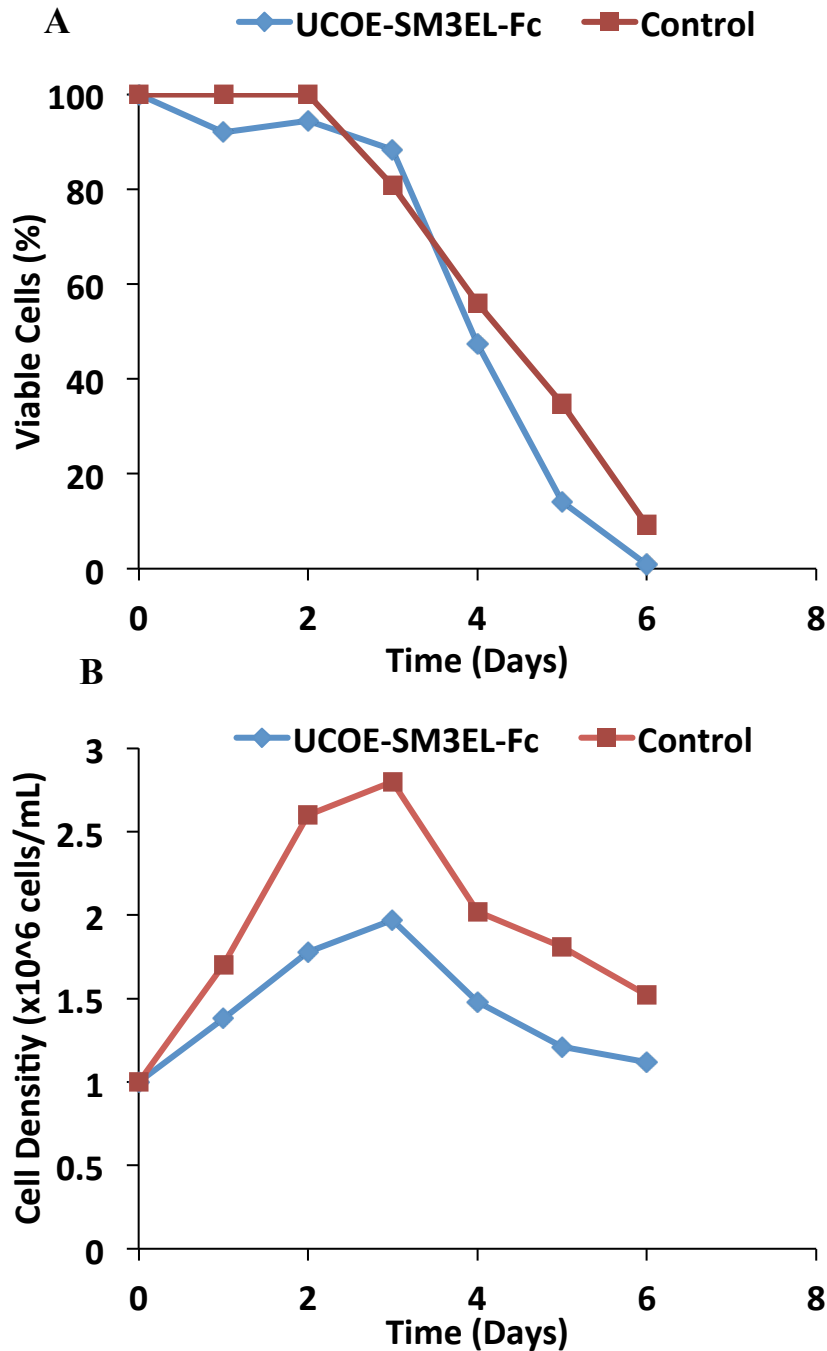 A
UCOE-SM3EL-Fc Control
Viable Cells (%)
100
80
60
40
20
0
0 2 4 6 8
Time (Days)
B
UCOE-SM3EL-Fc Control
Cell Densitiy (x10^6 cells/mL)
3
2.5
2
1.5
1
0.5
0
0 2 4 6 8
Time (Days)